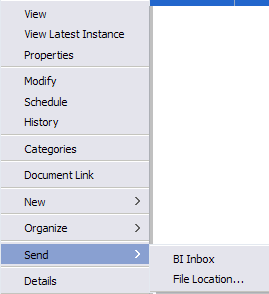 View
View Latest Instance
Properties
Modify
Schedule
History
Categories
Document Link
New
Organize
Send
BI Inbox
File Location...
Details